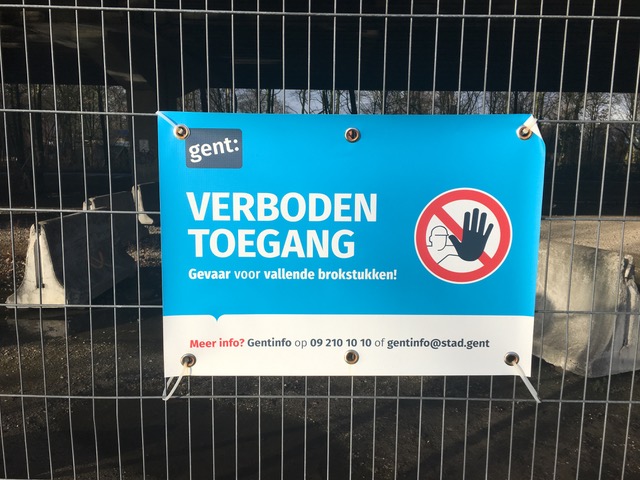 gent:
VERBODEN
TOEGANG
Gevaar voor vallende brokstukken!
Meer info? Gentinfo op 09 210 10 10 of gentinfo@stad.gent